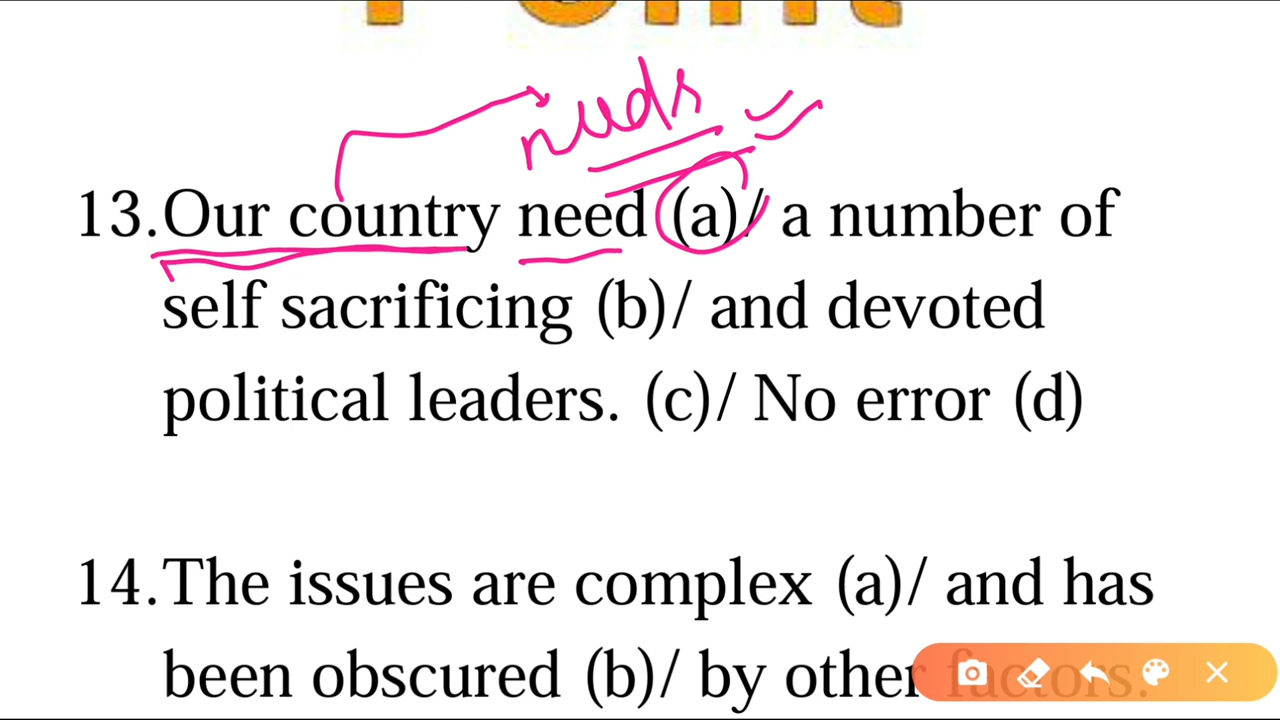 needs
13. Our country need (a)/ a number of
self sacrificing (b)/ and devoted
political leaders. (c)/ No error (d)
14. The issues are complex (a)/ and has
been obscured (b)/ by other factors.